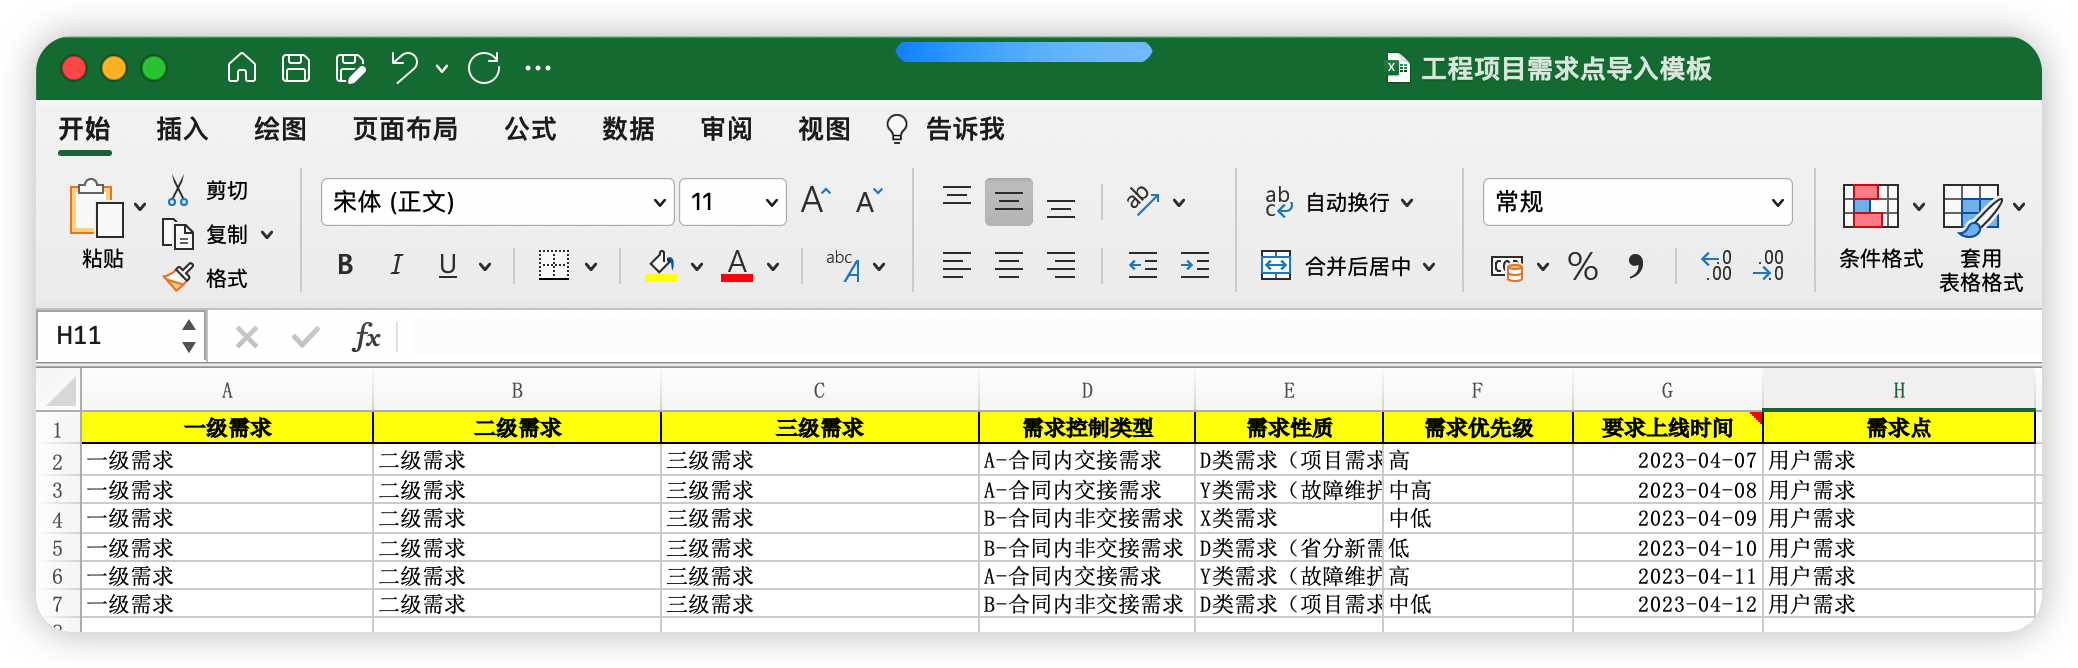 工程项目需求点导入模板
开始 插入 绘图 页面布局 公式 数据 审阅 视图 告诉我
粘贴 剪切 复制 格式
宋体 (正文) 11 A A
B I U A abc A
ab 自动换行
合并后居中
常规
% .0 .00 .00 .0
条件格式 套用
表格格式
H11 fx
A B C D E F G H
1 一级需求 二级需求 三级需求 需求控制类型 需求性质 需求优先级 要求上线时间 需求点
2 一级需求 二级需求 三级需求 A-合同内交接需求 D类需求（项目需求 高 2023-04-07 用户需求
3 一级需求 二级需求 三级需求 A-合同内交接需求 Y类需求（故障维护 中高 2023-04-08 用户需求
4 一级需求 二级需求 三级需求 B-合同内非交接需求 X类需求 中低 2023-04-09 用户需求
5 一级需求 二级需求 三级需求 B-合同内非交接需求 D类需求（省分新需 低 2023-04-10 用户需求
6 一级需求 二级需求 三级需求 A-合同内交接需求 Y类需求（故障维护 高 2023-04-11 用户需求
7 一级需求 二级需求 三级需求 B-合同内非交接需求 D类需求（项目需求 中低 2023-04-12 用户需求